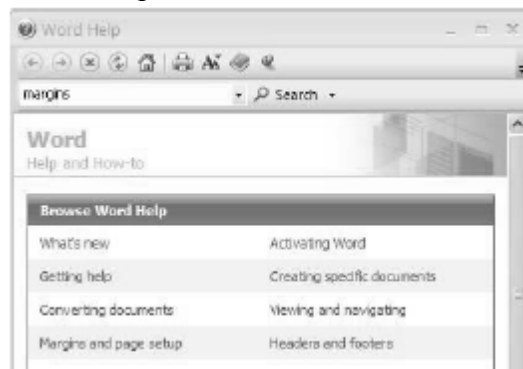 Word Help
margins Search
Word
Help and How-to
Browse Word Help
What's new Activating Word
Getting help Creating specific documents
Converting documents Viewing and navigating
Margins and page setup Headers and footers